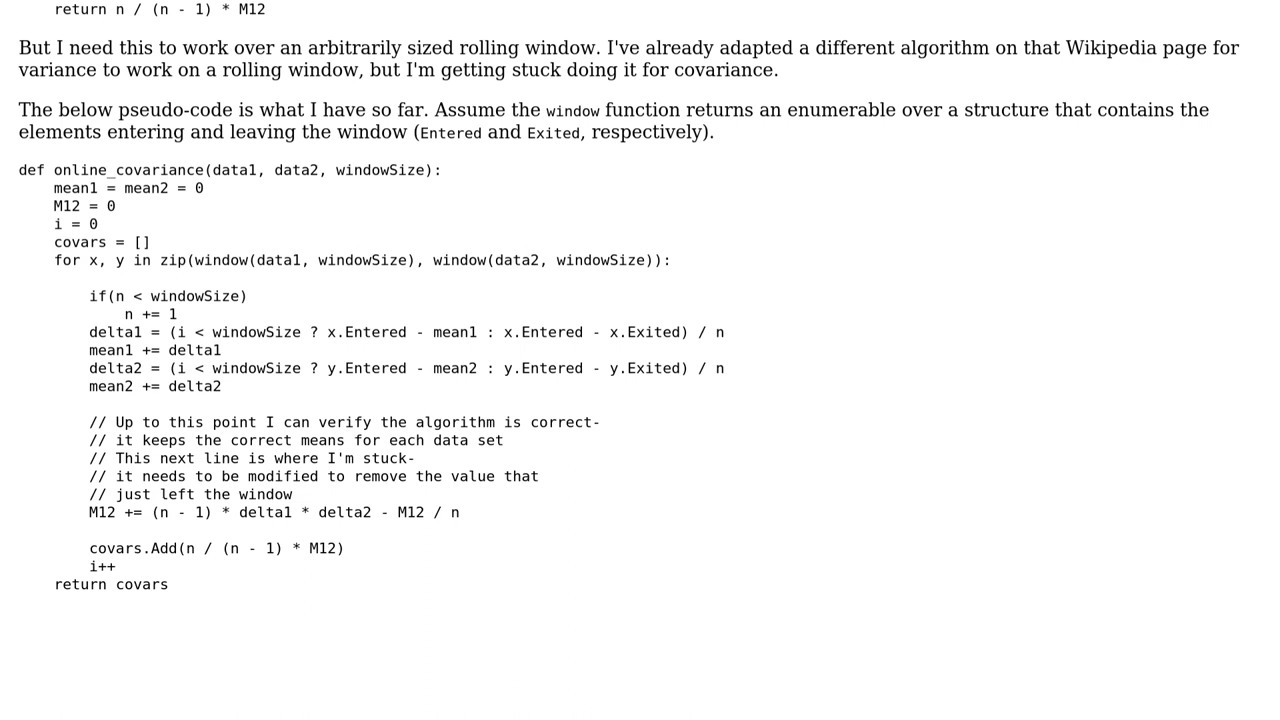 return n / (n - 1) * M12
But I need this to work over an arbitrarily sized rolling window. I've already adapted a different algorithm on that Wikipedia page for
variance to work on a rolling window, but I'm getting stuck doing it for covariance.
The below pseudo-code is what I have so far. Assume the window function returns an enumerable over a structure that contains the
elements entering and leaving the window (Entered and Exited, respectively).
def online_covariance(data1, data2, windowSize):
    mean1 = mean2 = 0
    M12 = 0
    i = 0
    covars = []
    for x, y in zip(window(data1, windowSize), window(data2, windowSize)):
        if(n < windowSize)
            n += 1
        delta1 = (i < windowSize ? x.Entered - mean1 : x.Entered - x.Exited) / n
        mean1 += delta1
        delta2 = (i < windowSize ? y.Entered - mean2 : y.Entered - y.Exited) / n
        mean2 += delta2
        // Up to this point I can verify the algorithm is correct-
        // it keeps the correct means for each data set
        // This next line is where I'm stuck-
        // it needs to be modified to remove the value that
        // just left the window
        M12 += (n - 1) * delta1 * delta2 - M12 / n
        covars.Add(n / (n - 1) * M12)
        i++
    return covars